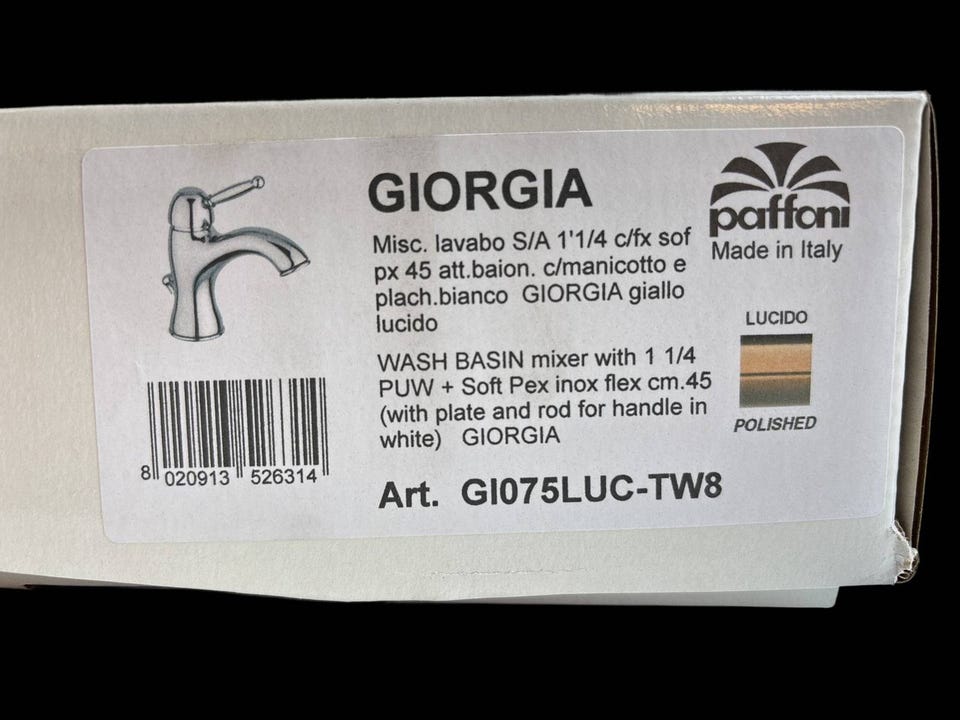 GIORGIA
Misc. lavabo S/A 1'1/4 c/fx sof
px 45 att.baion. c/manicotto e
plach.bianco GIORGIA giallo
lucido
WASH BASIN mixer with 1 1/4
PUW + Soft Pex inox flex cm.45
(with plate and rod for handle in
white) GIORGIA
Art. GI075LUC-TW8
paffoni
Made in Italy
LUCIDO
POLISHED
8 020913 526314